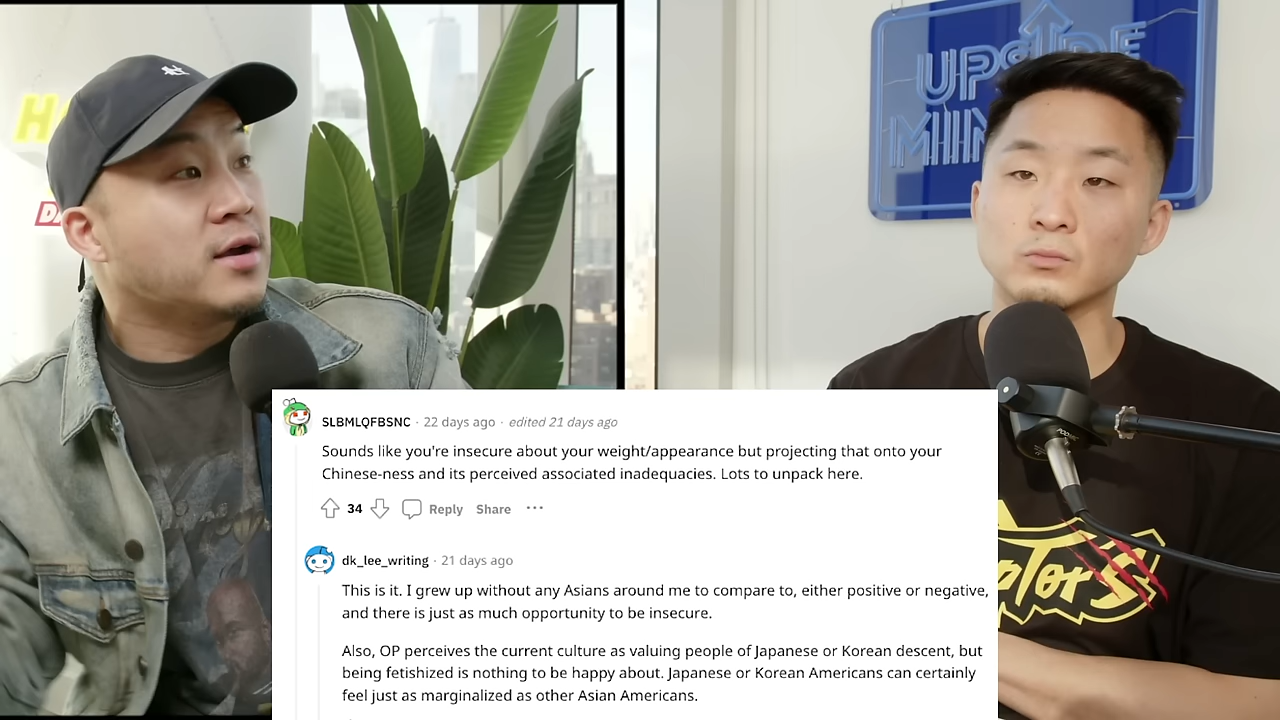 H
UPSIDE
MIN
SLBMLQFBSNC · 22 days ago · edited 21 days ago
Sounds like you're insecure about your weight/appearance but projecting that onto your
Chinese-ness and its perceived associated inadequacies. Lots to unpack here.
34 Reply Share ...
dk_lee_writing · 21 days ago
This is it. I grew up without any Asians around me to compare to, either positive or negative,
and there is just as much opportunity to be insecure.
Also, OP perceives the current culture as valuing people of Japanese or Korean descent, but
being fetishized is nothing to be happy about. Japanese or Korean Americans can certainly
feel just as marginalized as other Asian Americans.